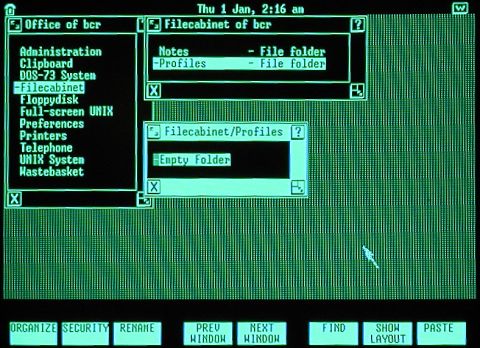 Thu 1 Jan, 2:16 am
W
Office of bcr
Administration
Clipboard
DOS-73 System
Filecabinet
Floppydisk
Full-screen UNIX
Preferences
Printers
Telephone
UNIX System
Wastebasket
X
Filecabinet of bcr
?
Notes - File folder
-Profiles - File folder
X
Filecabinet/Profiles
?
Empty Folder
X
ORGANIZE
SECURITY
RENAME
PREV WINDOW
NEXT WINDOW
FIND
SHOW LAYOUT
PASTE